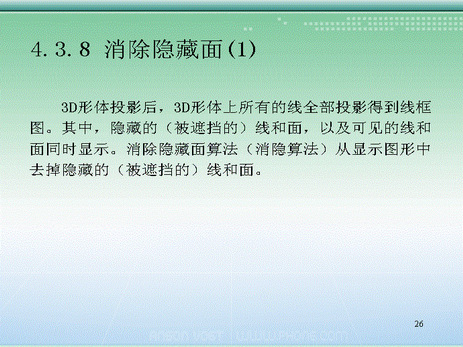 4.3.8 消除隐藏面(1)
3D形体投影后，3D形体上所有的线全部投影得到线框
图。其中，隐藏的（被遮挡的）线和面，以及可见的线和
面同时显示。消除隐藏面算法（消隐算法）从显示图形中
去掉隐藏的（被遮挡的）线和面。
26